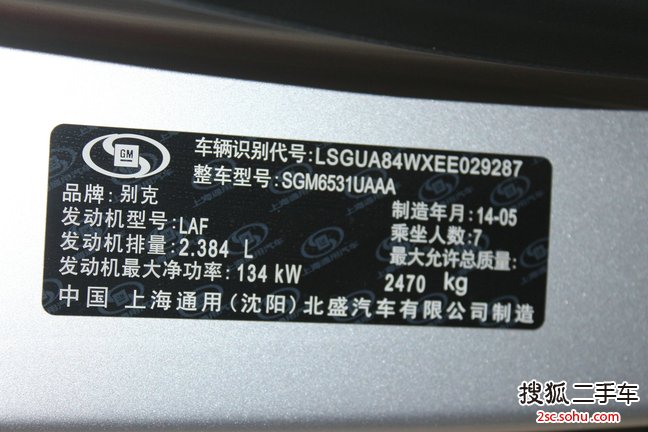 GM
车辆识别代号:LSGUA84WXEE029287
整车型号:SGM6531UAAA
品牌:别克
制造年月:14-05
发动机型号:LAF
乘坐人数:7
发动机排量:2.384 L
最大允许总质量:
发动机最大净功率:134 kW
2470 kg
中国 上海通用(沈阳)北盛汽车有限公司制造
搜狐二手车
2sc.sohu.com